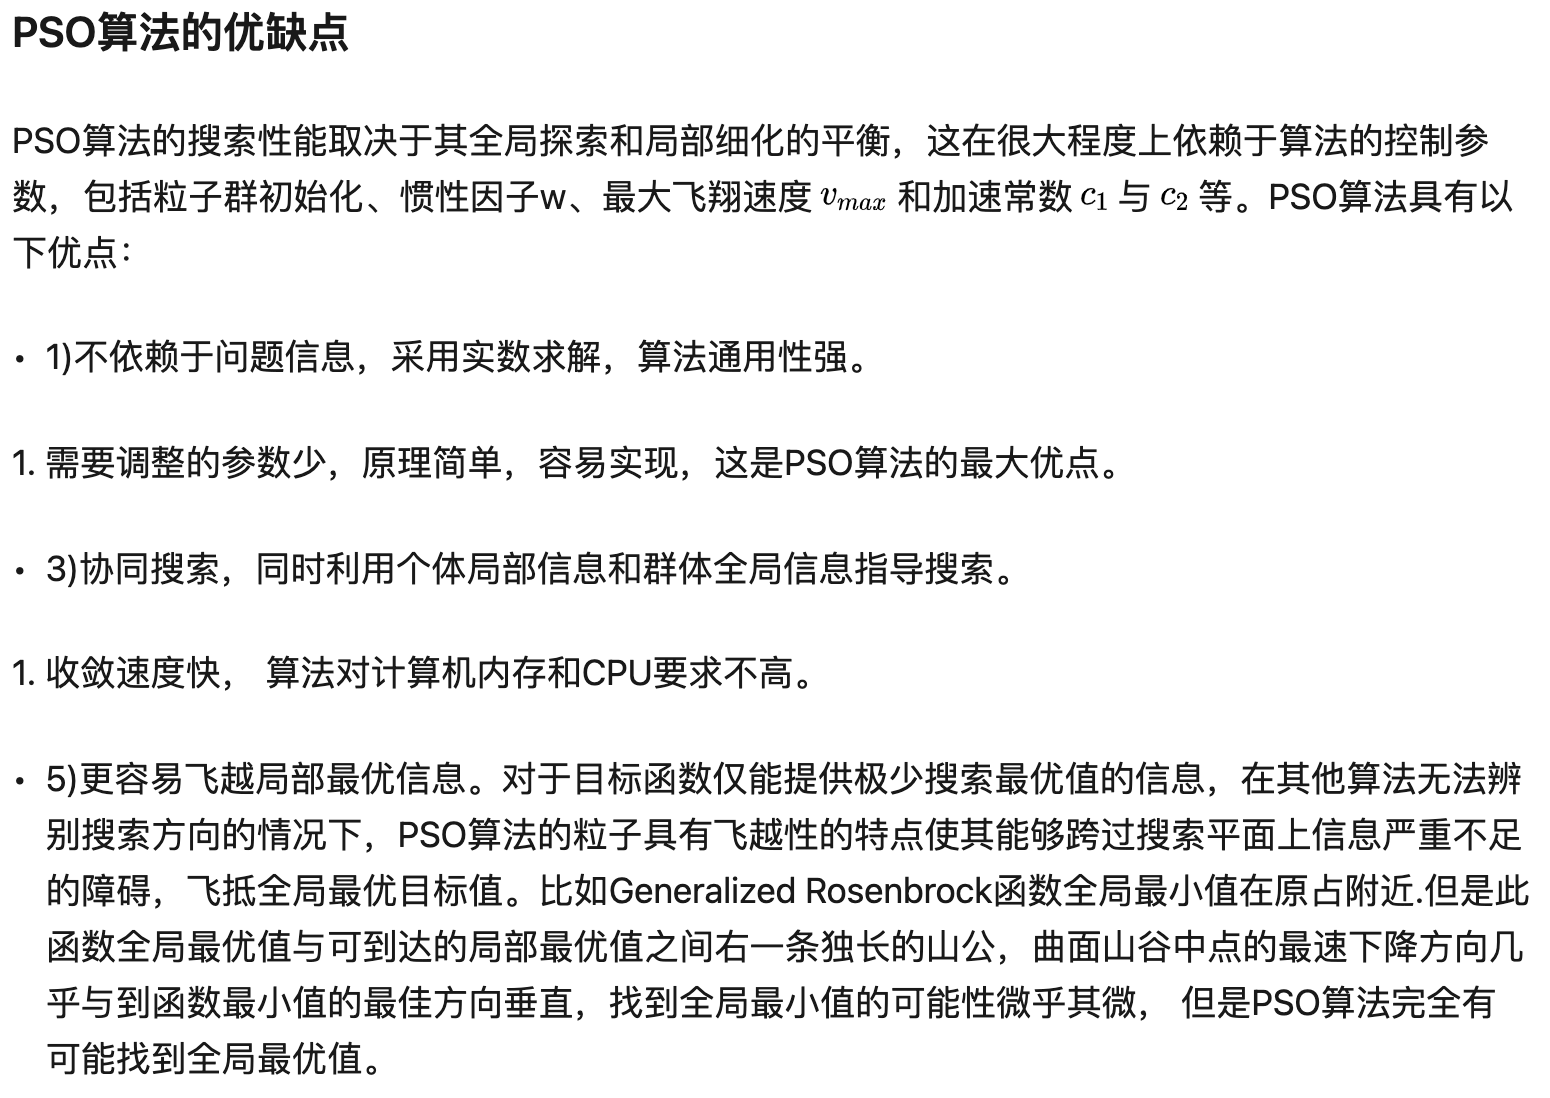 PSO算法的优缺点
PSO算法的搜索性能取决于其全局探索和局部细化的平衡，这在很大程度上依赖于算法的控制参
数，包括粒子群初始化、惯性因子w、最大飞翔速度 v_max 和加速常数 c_1 与 c_2 等。PSO算法具有以
下优点：
• 1)不依赖于问题信息，采用实数求解，算法通用性强。
1. 需要调整的参数少，原理简单，容易实现，这是PSO算法的最大优点。
• 3)协同搜索，同时利用个体局部信息和群体全局信息指导搜索。
1. 收敛速度快， 算法对计算机内存和CPU要求不高。
• 5)更容易飞越局部最优信息。对于目标函数仅能提供极少搜索最优值的信息，在其他算法无法辨
别搜索方向的情况下，PSO算法的粒子具有飞越性的特点使其能够跨过搜索平面上信息严重不足
的障碍，飞抵全局最优目标值。比如Generalized Rosenbrock函数全局最小值在原占附近.但是此
函数全局最优值与可到达的局部最优值之间右一条独长的山公，曲面山谷中点的最速下降方向几
乎与到函数最小值的最佳方向垂直，找到全局最小值的可能性微乎其微， 但是PSO算法完全有
可能找到全局最优值。